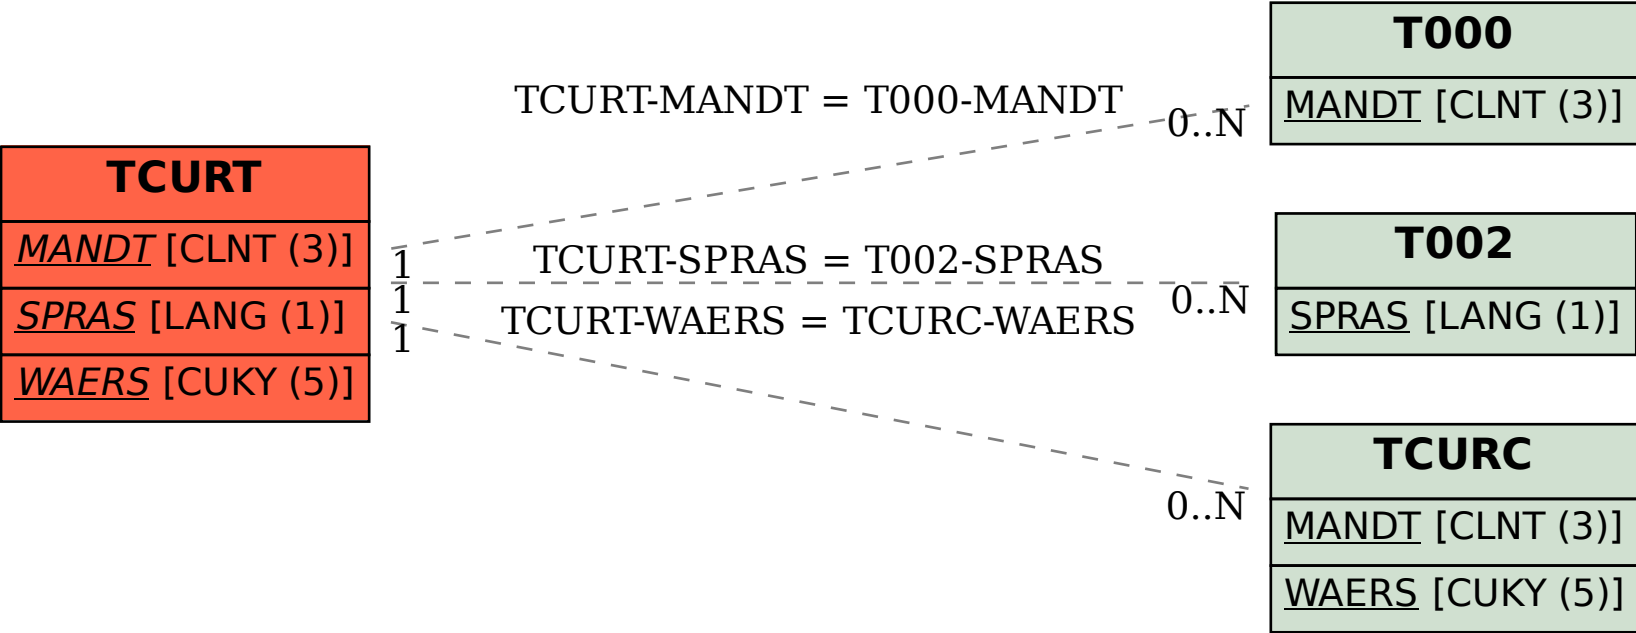 TCURT
MANDT [CLNT (3)]
SPRAS [LANG (1)]
WAERS [CUKY (5)]
TCURT-MANDT = T000-MANDT
0..N
1
TCURT-SPRAS = T002-SPRAS
0..N
1
TCURT-WAERS = TCURC-WAERS
0..N
1
T000
MANDT [CLNT (3)]
T002
SPRAS [LANG (1)]
TCURC
MANDT [CLNT (3)]
WAERS [CUKY (5)]